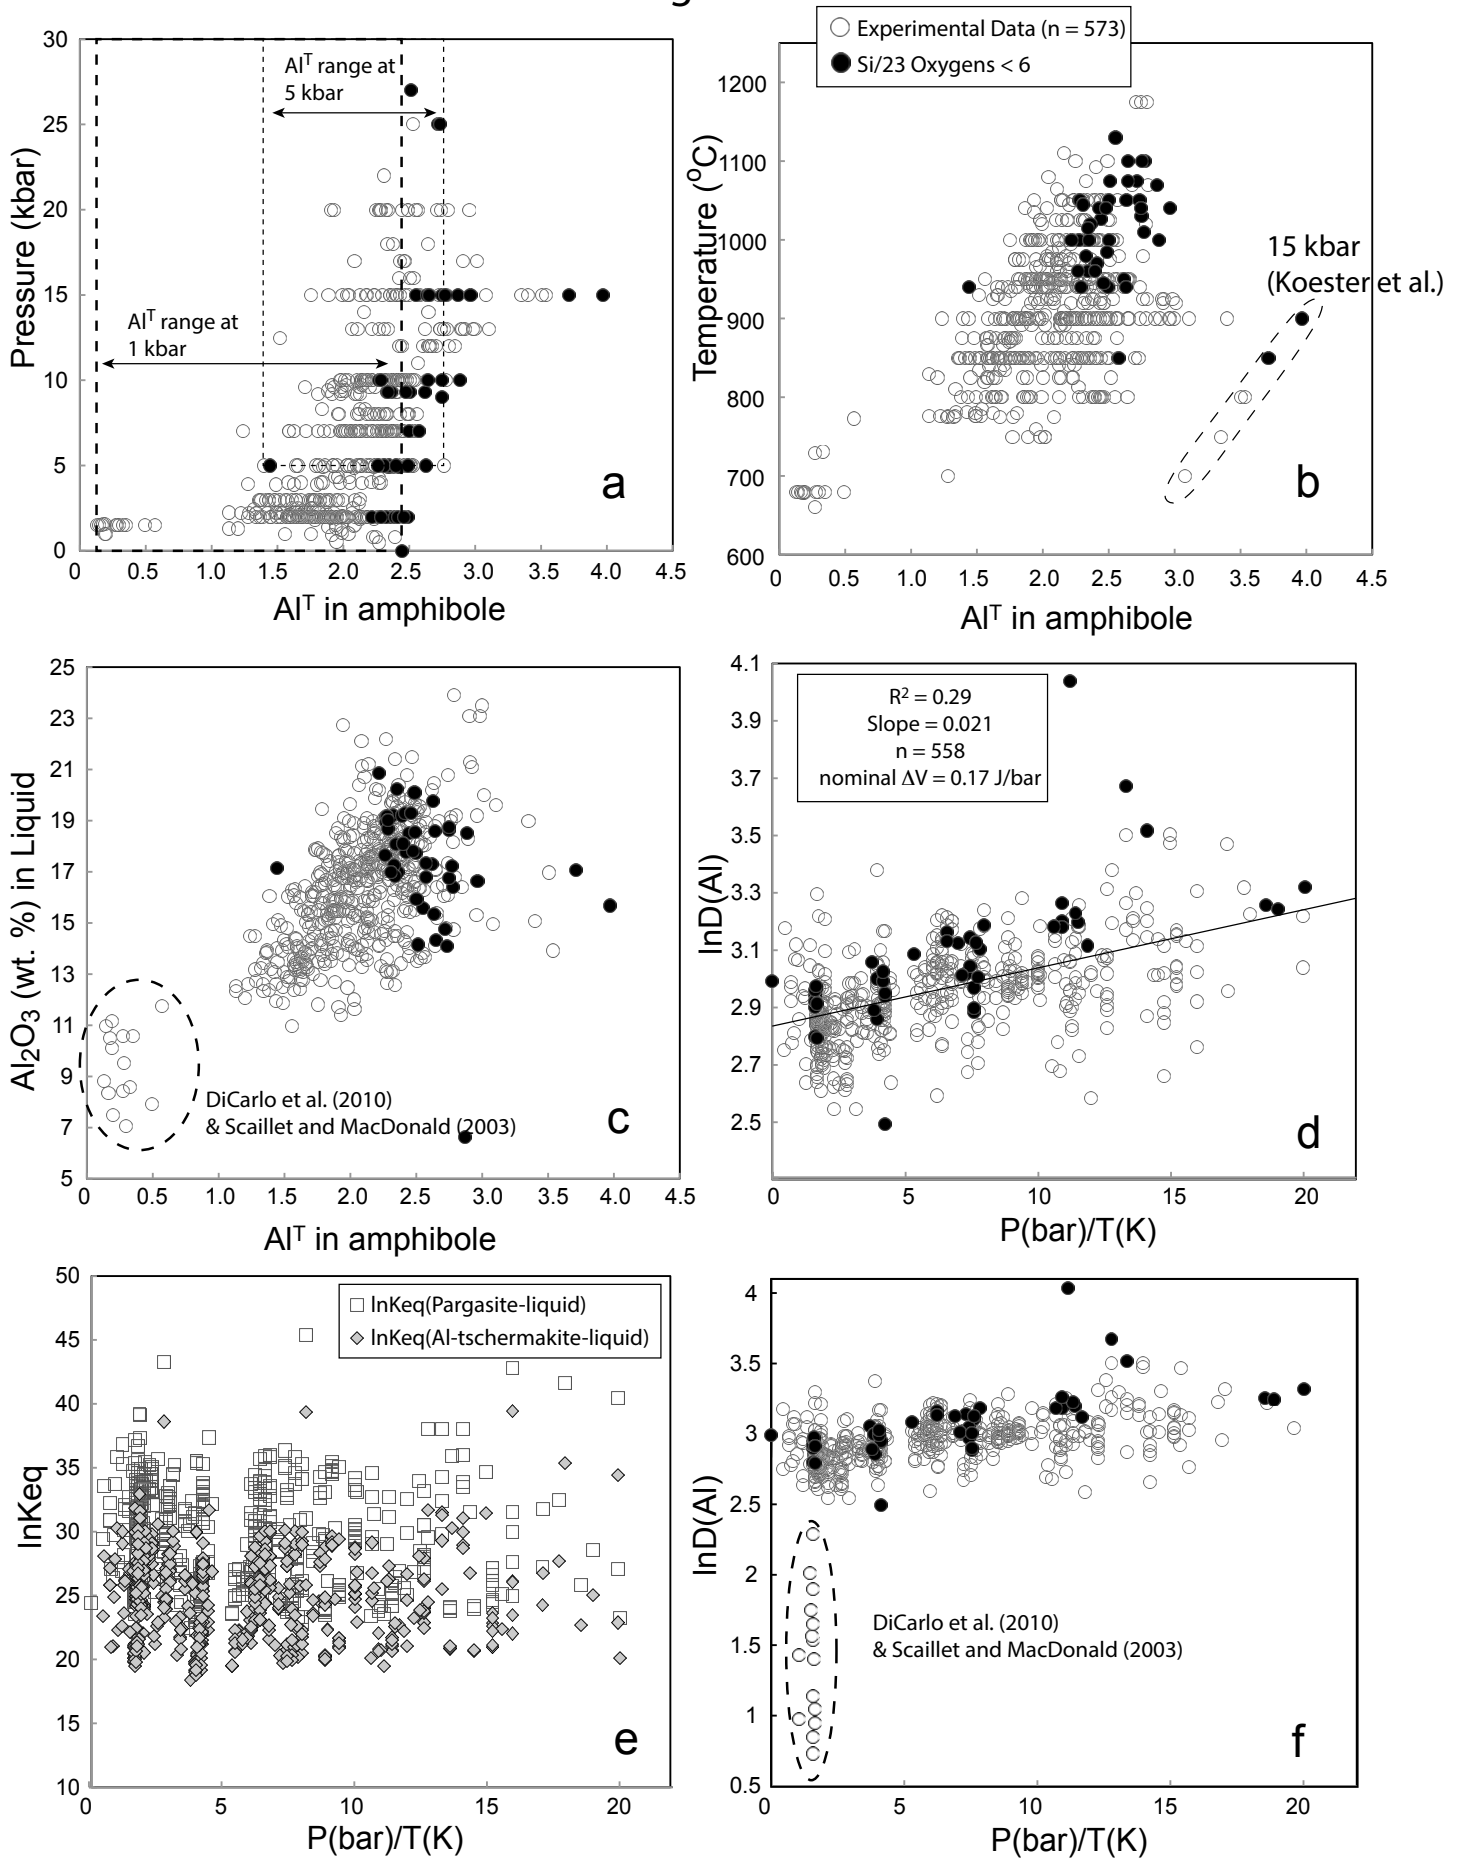 g
Experimental Data (n = 573)
Si/23 Oxygens < 6
30
25
20
15
10
5
0
Pressure (kbar)
Alᵀ range at
5 kbar
Alᵀ range at
1 kbar
a
0 0.5 1.0 1.5 2.0 2.5 3.0 3.5 4.0 4.5
Alᵀ in amphibole
1200
1100
1000
900
800
700
600
Temperature (°C)
15 kbar
(Koester et al.)
b
0 0.5 1.0 1.5 2.0 2.5 3.0 3.5 4.0 4.5
Alᵀ in amphibole
25
23
21
19
17
15
13
11
9
7
5
Al₂O₃ (wt. %) in Liquid
DiCarlo et al. (2010)
& Scaillet and MacDonald (2003)
c
0 0.5 1.0 1.5 2.0 2.5 3.0 3.5 4.0 4.5
Alᵀ in amphibole
4.1
3.9
3.7
3.5
3.3
3.1
2.9
2.7
2.5
lnD(Al)
R² = 0.29
Slope = 0.021
n = 558
nominal ΔV = 0.17 J/bar
d
0 5 10 15 20
P(bar)/T(K)
50
45
40
35
30
25
20
15
10
lnKeq
lnKeq(Pargasite-liquid)
lnKeq(Al-tschermakite-liquid)
e
0 5 10 15 20
P(bar)/T(K)
4
3.5
3
2.5
2
1.5
1
0.5
lnD(Al)
DiCarlo et al. (2010)
& Scaillet and MacDonald (2003)
f
0 5 10 15 20
P(bar)/T(K)